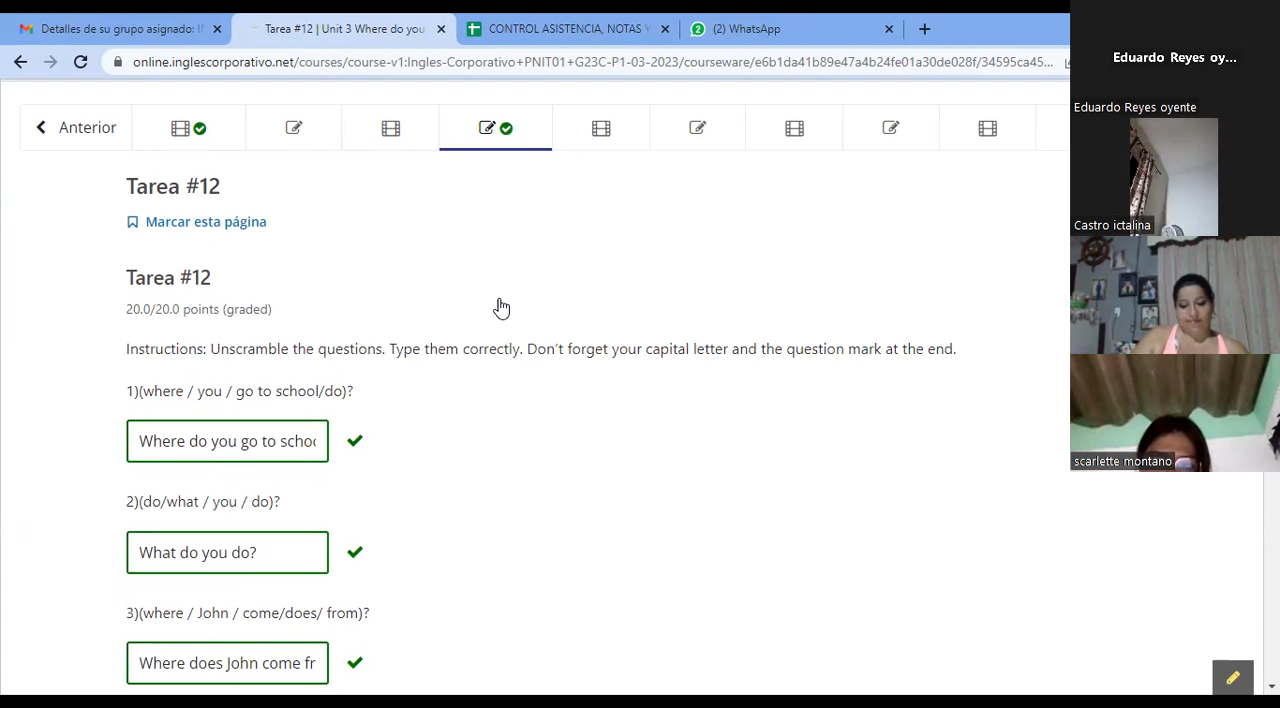 Detalles de su grupo asignado: I
Tarea #12 | Unit 3 Where do you
CONTROL ASISTENCIA, NOTAS Y
(2) WhatsApp
online.inglescorporativo.net/courses/course-v1:Ingles-Corporativo+PNIT01+G23C-P1-03-2023/courseware/e6b1da41b89e47a4b24fe01a30de028f/34595ca45...
Eduardo Reyes oy...
Eduardo Reyes oyente
Castro ictalina
scarlette montano
Anterior
Tarea #12
Marcar esta página
Tarea #12
20.0/20.0 points (graded)
Instructions: Unscramble the questions. Type them correctly. Don't forget your capital letter and the question mark at the end.
1)(where / you / go to school/do)?
Where do you go to schoo
2)(do/what / you / do)?
What do you do?
3)(where / John / come/does/ from)?
Where does John come fr